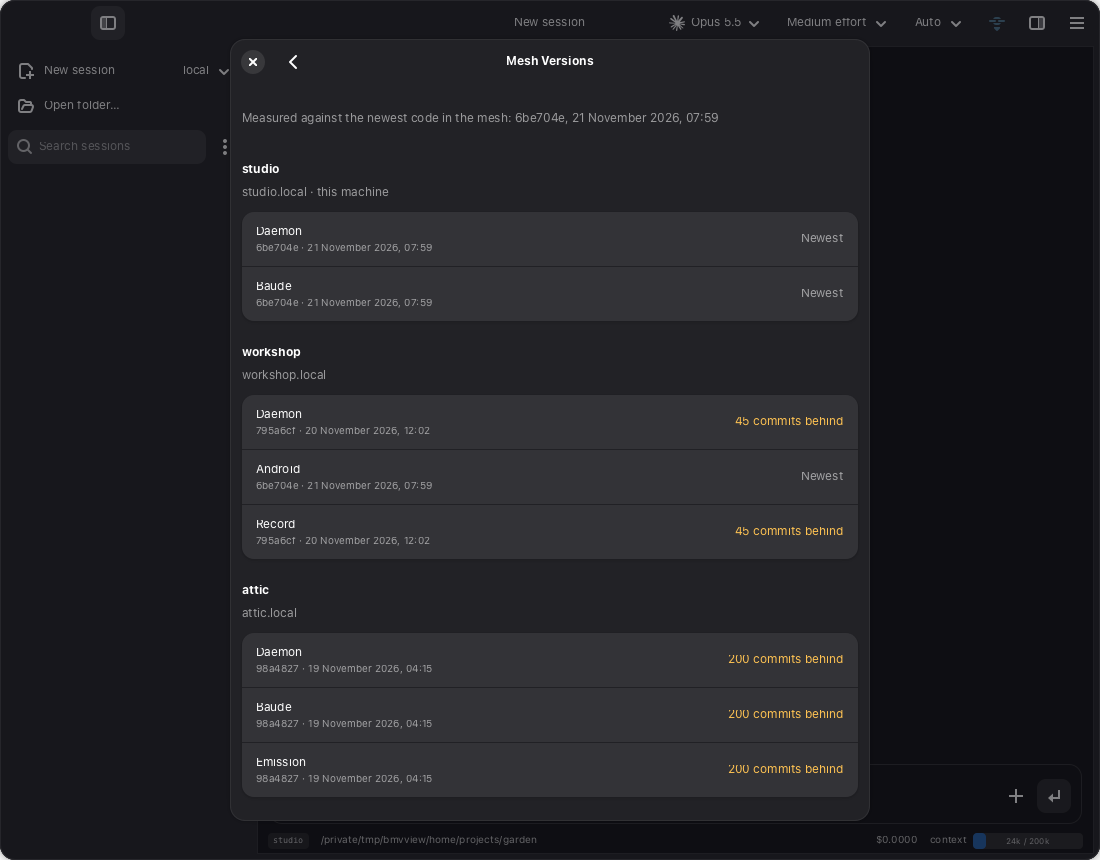 New session
Opus 5.5
Medium effort
Auto
New session
local
Open folder...
Search sessions
Mesh Versions
Measured against the newest code in the mesh: 6be704e, 21 November 2026, 07:59
studio
studio.local · this machine
Daemon
6be704e · 21 November 2026, 07:59
Newest
Baude
6be704e · 21 November 2026, 07:59
Newest
workshop
workshop.local
Daemon
795a6cf · 20 November 2026, 12:02
45 commits behind
Android
6be704e · 21 November 2026, 07:59
Newest
Record
795a6cf · 20 November 2026, 12:02
45 commits behind
attic
attic.local
Daemon
98a4827 · 19 November 2026, 04:15
200 commits behind
Baude
98a4827 · 19 November 2026, 04:15
200 commits behind
Emission
98a4827 · 19 November 2026, 04:15
200 commits behind
studio
/private/tmp/bmvview/home/projects/garden
$0.0000
context
24k / 200k